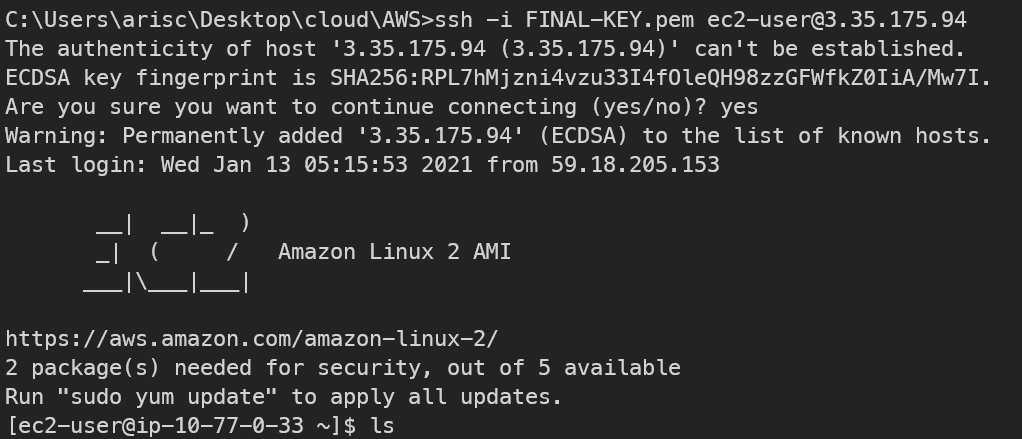 C:\Users\arisc\Desktop\cloud\AWS>ssh -i FINAL-KEY.pem ec2-user@3.35.175.94
The authenticity of host '3.35.175.94 (3.35.175.94)' can't be established.
ECDSA key fingerprint is SHA256:RPL7hMjzni4vzu33I4fOleQH98zzGFWfkZ0IiA/Mw7I.
Are you sure you want to continue connecting (yes/no)? yes
Warning: Permanently added '3.35.175.94' (ECDSA) to the list of known hosts.
Last login: Wed Jan 13 05:15:53 2021 from 59.18.205.153
       __|  __|_  )
       _|  (     /   Amazon Linux 2 AMI
      ___|\___|___|
https://aws.amazon.com/amazon-linux-2/
2 package(s) needed for security, out of 5 available
Run "sudo yum update" to apply all updates.
[ec2-user@ip-10-77-0-33 ~]$ ls